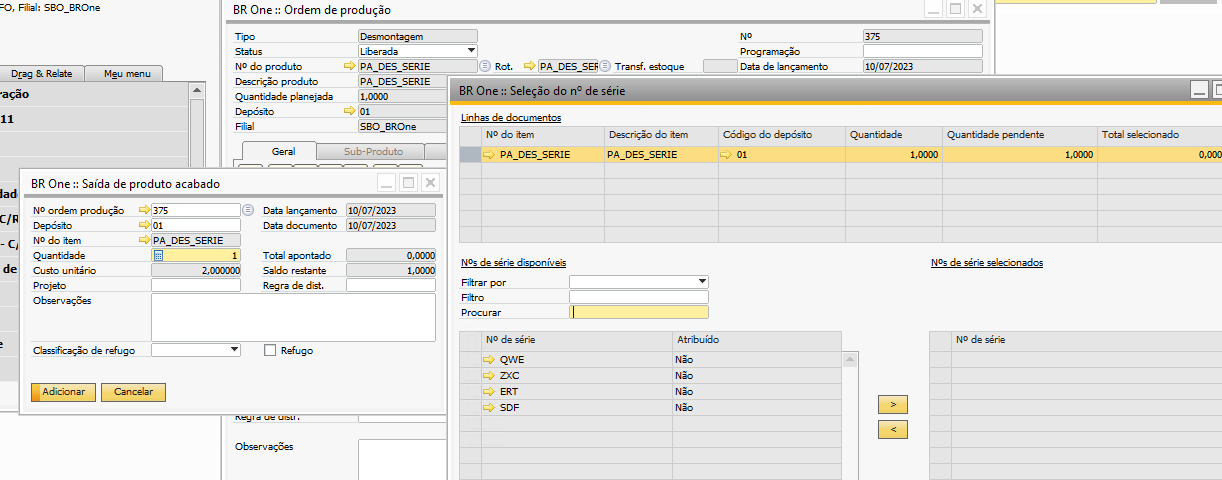 FO, Filial: SBO_BROne
Drag & Relate
Meu menu
ração
11
dade
C/R
- C/
de
e
BR One :: Ordem de produção
Tipo Desmontagem Nº 375
Status Liberada Programação
Nº do produto PA_DES_SERIE Rot. PA_DES_SER Transf. estoque Data de lançamento 10/07/2023
Descrição produto PA_DES_SERIE
Quantidade planejada 1,0000
Depósito 01
Filial SBO_BROne
Geral Sub-Produto
Regra de distr.
Observações
BR One :: Saída de produto acabado
Nº ordem produção 375 Data lançamento 10/07/2023
Depósito 01 Data documento 10/07/2023
Nº do item PA_DES_SERIE
Quantidade 1 Total apontado 0,0000
Custo unitário 2,000000 Saldo restante 1,0000
Projeto Regra de dist.
Observações
Classificação de refugo Refugo
Adicionar Cancelar
BR One :: Seleção do nº de série
Linhas de documentos
Nº do item Descrição do item Código do depósito Quantidade Quantidade pendente Total selecionado
PA_DES_SERIE PA_DES_SERIE 01 1,0000 1,0000 0,000
Nºs de série disponíveis Nºs de série selecionados
Filtrar por
Filtro
Procurar
Nº de série Atribuído Nº de série
QWE Não
ZXC Não
ERT Não
SDF Não
>
<